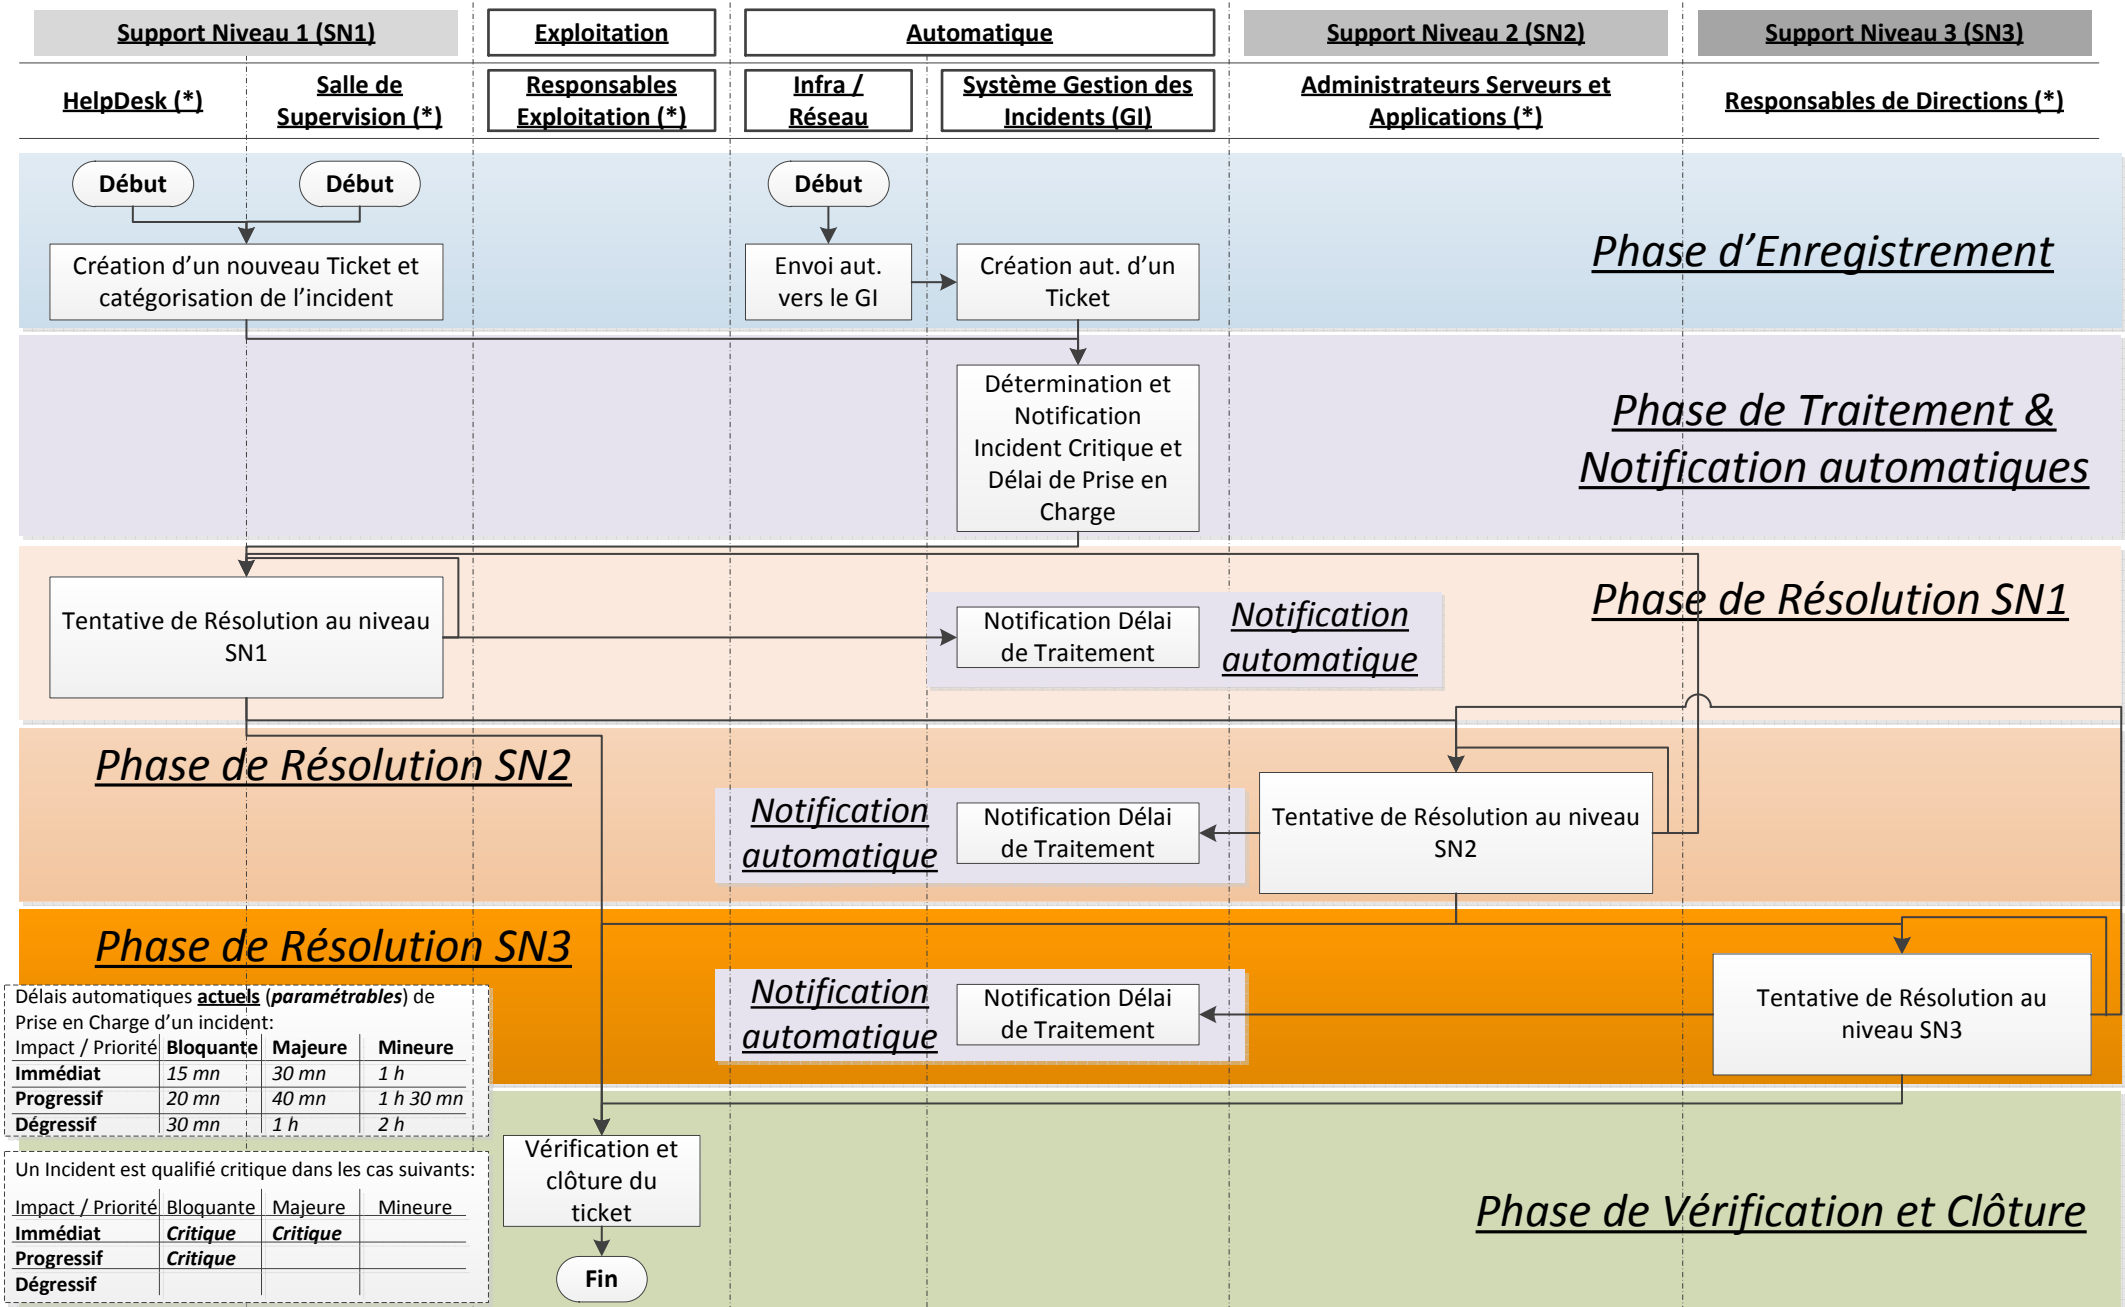 Support Niveau 1 (SN1)
Exploitation
Automatique
Support Niveau 2 (SN2)
Support Niveau 3 (SN3)
HelpDesk (*)
Salle de
Supervision (*)
Responsables
Exploitation (*)
Infra /
Réseau
Système Gestion des
Incidents (GI)
Administrateurs Serveurs et
Applications (*)
Responsables de Directions (*)
Début
Début
Début
Création d'un nouveau Ticket et
catégorisation de l'incident
Envoi aut.
vers le GI
Création aut. d'un
Ticket
Phase d'Enregistrement
Détermination et
Notification
Incident Critique et
Délai de Prise en
Charge
Phase de Traitement &
Notification automatiques
Tentative de Résolution au niveau
SN1
Notification Délai
de Traitement
Notification
automatique
Phase de Résolution SN1
Phase de Résolution SN2
Notification
automatique
Notification Délai
de Traitement
Tentative de Résolution au niveau
SN2
Phase de Résolution SN3
Notification
automatique
Notification Délai
de Traitement
Tentative de Résolution au
niveau SN3
Délais automatiques actuels (paramétrables) de
Prise en Charge d'un incident:
Impact / Priorité Bloquante Majeure Mineure
Immédiat 15 mn 30 mn 1 h
Progressif 20 mn 40 mn 1 h 30 mn
Dégressif 30 mn 1 h 2 h
Un Incident est qualifié critique dans les cas suivants:
Impact / Priorité Bloquante Majeure Mineure
Immédiat Critique Critique
Progressif Critique
Dégressif
Vérification et
clôture du
ticket
Fin
Phase de Vérification et Clôture